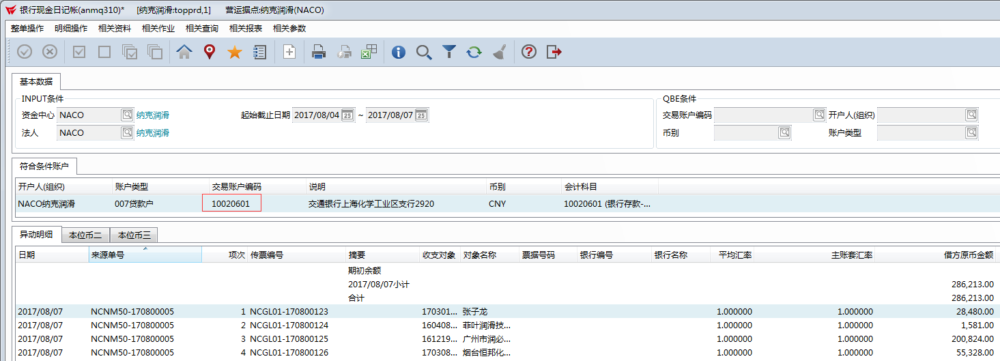 银行现金日记帐(anmq310)* [纳克润滑:topprd,1] 营运据点:纳克润滑(NACO)
整单操作 明细操作 相关资料 相关作业 相关查询 相关报表 相关参数
基本数据
INPUT条件 QBE条件
资金中心 NACO 纳克润滑 起始截止日期 2017/08/04 25 ~ 2017/08/07 25 交易账户编码 开户人(组织)
法人 NACO 纳克润滑 币别 账户类型
符合条件账户
开户人(组织) 账户类型 交易账户编码 说明 币别 会计科目
NACO纳克润滑 007贷款户 10020601 交通银行上海化学工业区支行2920 CNY 10020601 (银行存款-...
异动明细 本位币二 本位币三
日期 来源单号 项次 传票编号 摘要 收支对象 对象名称 票据号码 银行编号 银行名称 平均汇率 主账套汇率 借方原币金额
期初余额
2017/08/07小计 286,213.00
合计 286,213.00
2017/08/07 NCNM50-170800005 1 NCGL01-170800123 170301... 张子龙 1.000000 1.000000 28,480.00
2017/08/07 NCNM50-170800005 2 NCGL01-170800124 160408... 菲叶润滑技... 1.000000 1.000000 1,581.00
2017/08/07 NCNM50-170800005 3 NCGL01-170800125 161219... 广州市润必... 1.000000 1.000000 200,824.00
2017/08/07 NCNM50-170800005 4 NCGL01-170800126 170308... 烟台恒邦化... 1.000000 1.000000 55,328.00